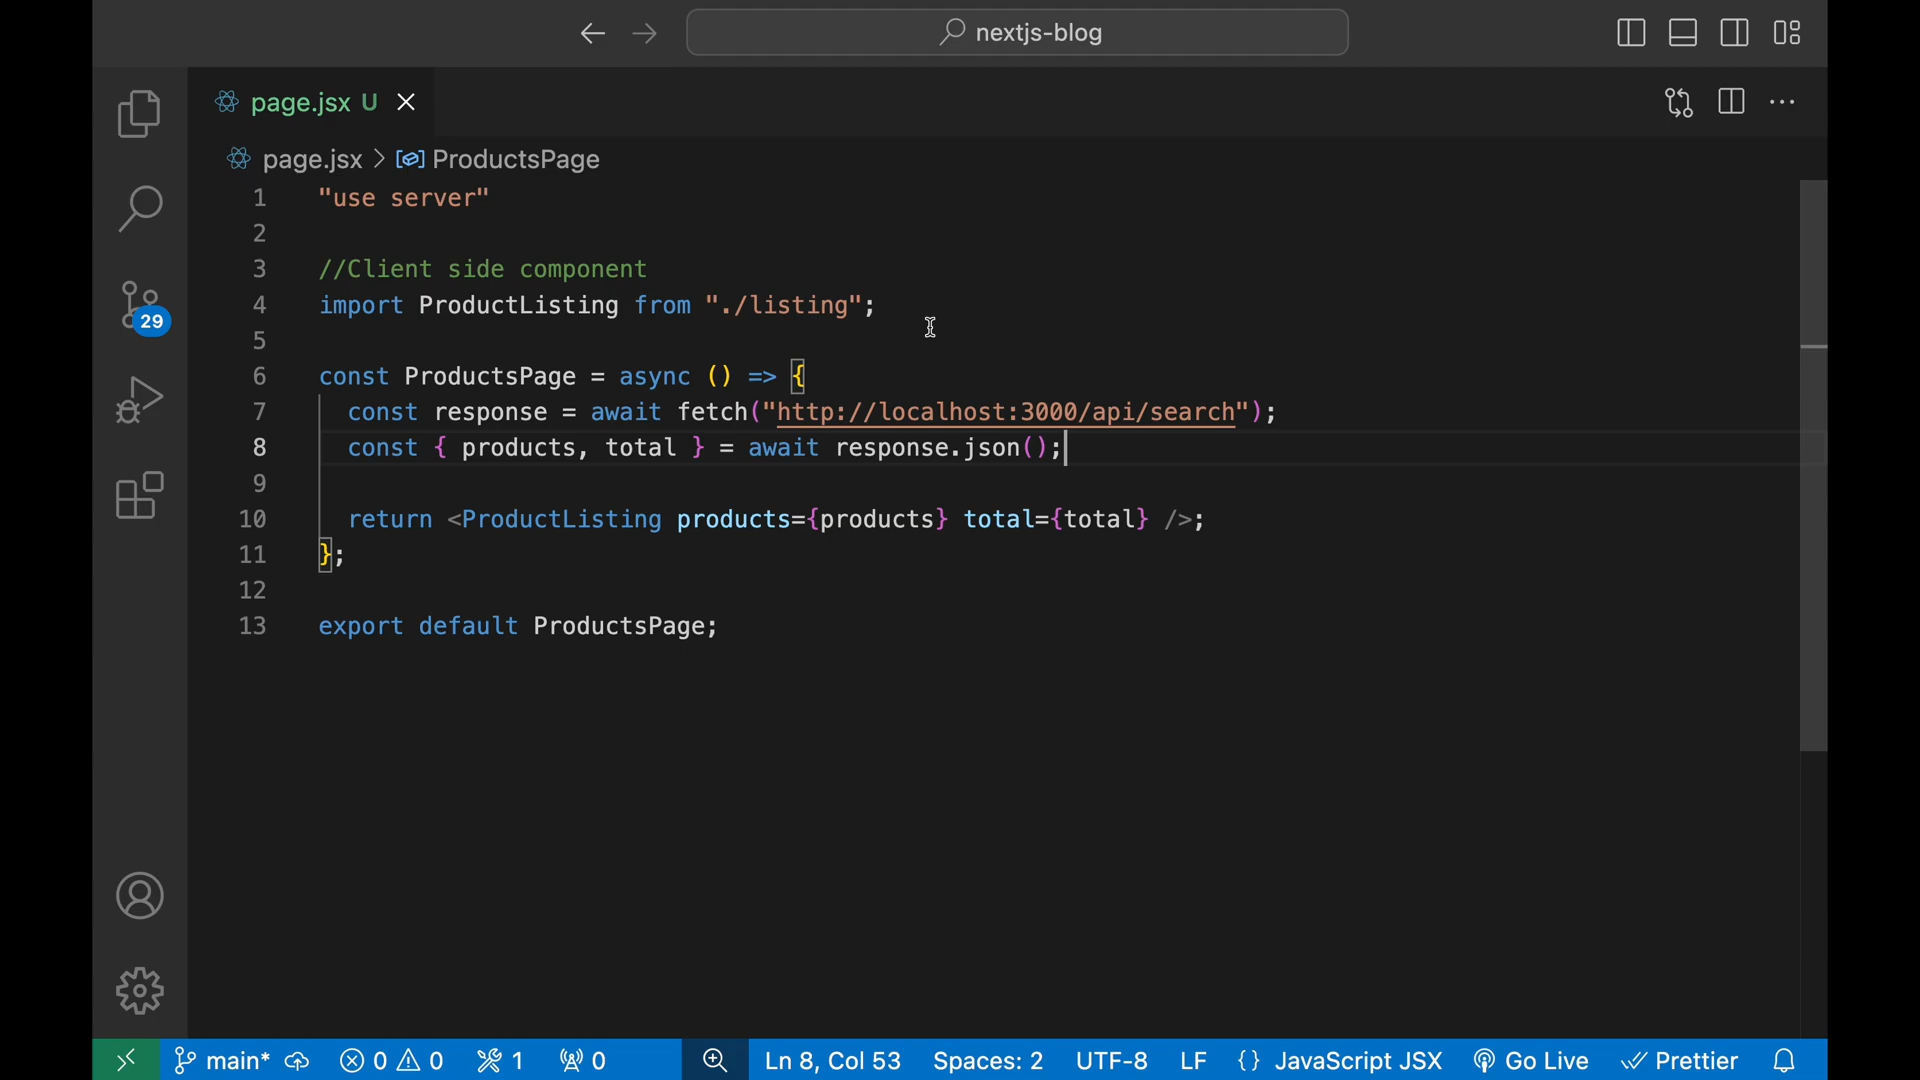 nextjs-blog
page.jsx U
page.jsx > ProductsPage
1 "use server"
2
3 //Client side component
4 import ProductListing from "./listing";
5
6 const ProductsPage = async () => {
7 const response = await fetch("http://localhost:3000/api/search");
8 const { products, total } = await response.json();
9
10 return <ProductListing products={products} total={total} />;
11 };
12
13 export default ProductsPage;
29
main* 0 0 1 0 Ln 8, Col 53 Spaces: 2 UTF-8 LF {} JavaScript JSX Go Live Prettier